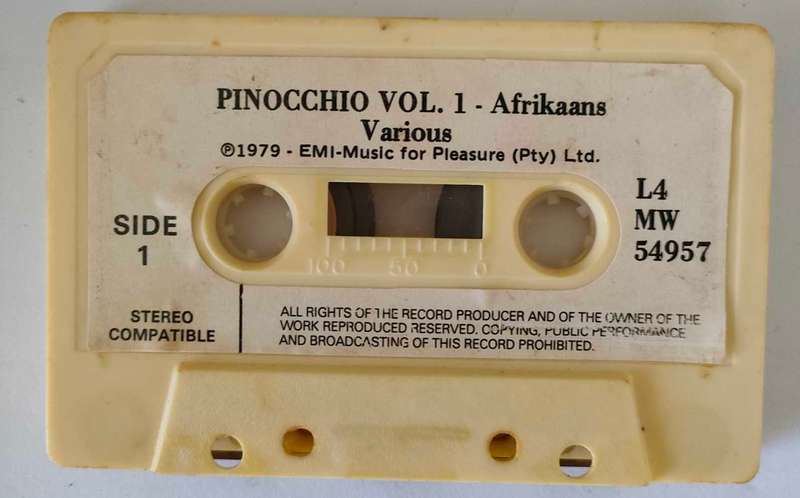 PINOCCHIO VOL. 1 - Afrikaans
Various
℗1979 - EMI-Music for Pleasure (Pty) Ltd.
SIDE
1
L4
MW
54957
100 50 0
STEREO
COMPATIBLE
ALL RIGHTS OF THE RECORD PRODUCER AND OF THE OWNER OF THE
WORK REPRODUCED RESERVED. COPYING, PUBLIC PERFORMANCE
AND BROADCASTING OF THIS RECORD PROHIBITED.